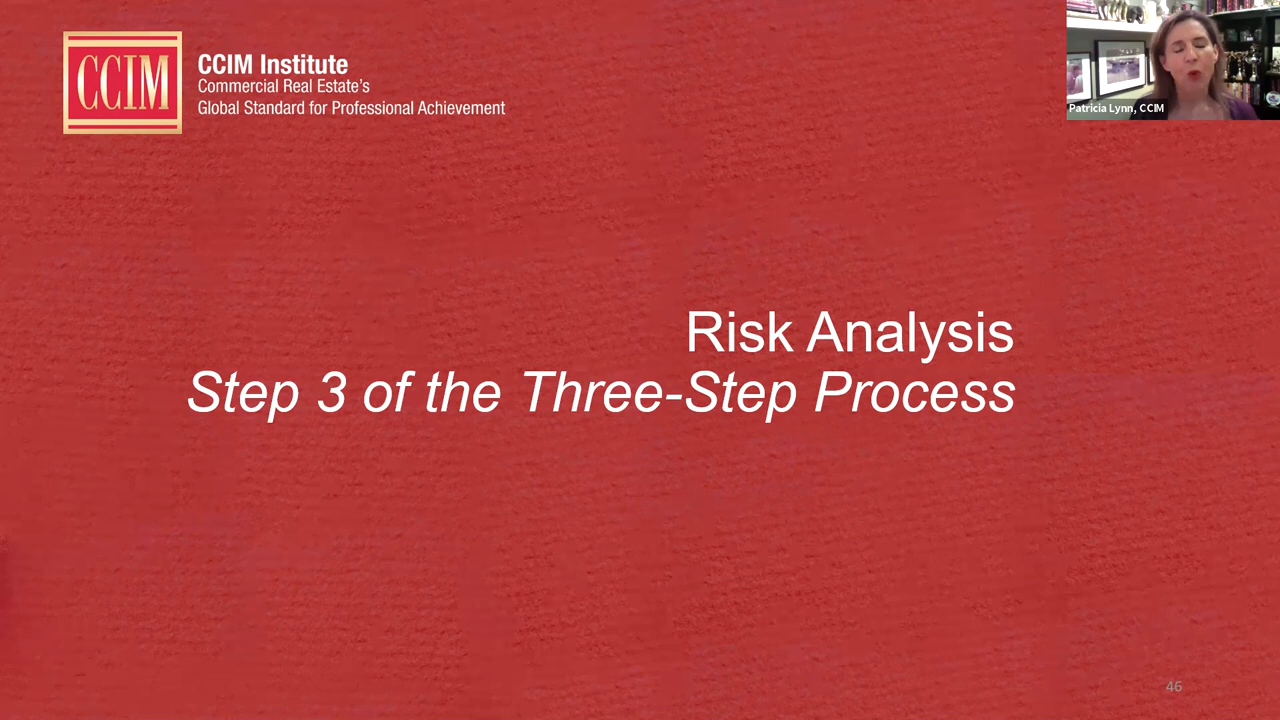 CCIM
CCIM Institute
Commercial Real Estate's
Global Standard for Professional Achievement
Patricia Lynn, CCIM
Risk Analysis
Step 3 of the Three-Step Process
46